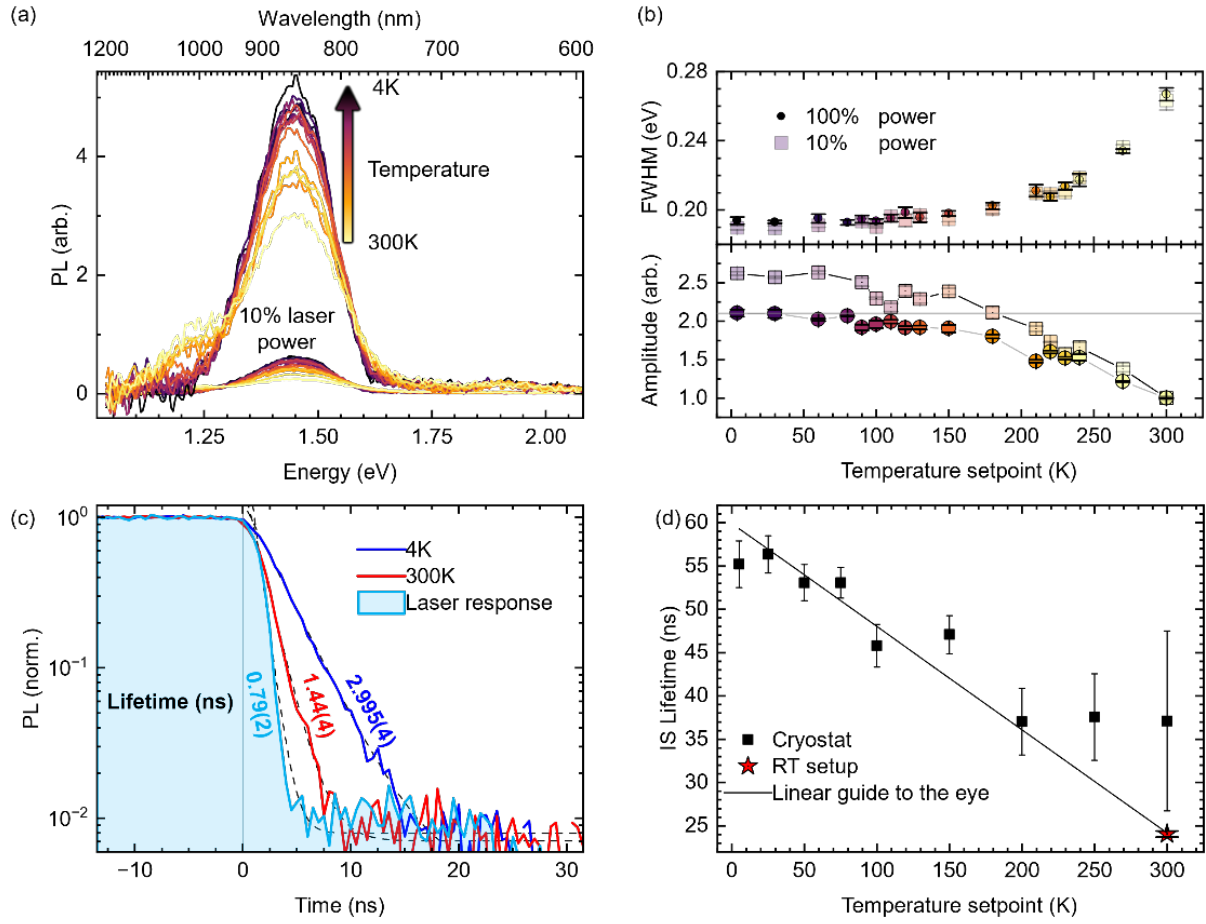 (a)
Wavelength (nm)
1200 1000 900 800 700 600
4K
Temperature
300K
10% laser
power
PL (arb.)
4
2
0
1.25 1.50 1.75 2.00
Energy (eV)
(b)
0.28
0.24
0.20
FWHM (eV)
100% power
10% power
2.5
2.0
1.5
1.0
Amplitude (arb.)
0 50 100 150 200 250 300
Temperature setpoint (K)
(c)
10⁰
10⁻¹
10⁻²
PL (norm.)
4K
300K
Laser response
Lifetime (ns)
0.79(2)
1.44(4)
2.995(4)
−10 0 10 20 30
Time (ns)
(d)
60
55
50
45
40
35
30
25
IS Lifetime (ns)
Cryostat
RT setup
Linear guide to the eye
0 50 100 150 200 250 300
Temperature setpoint (K)